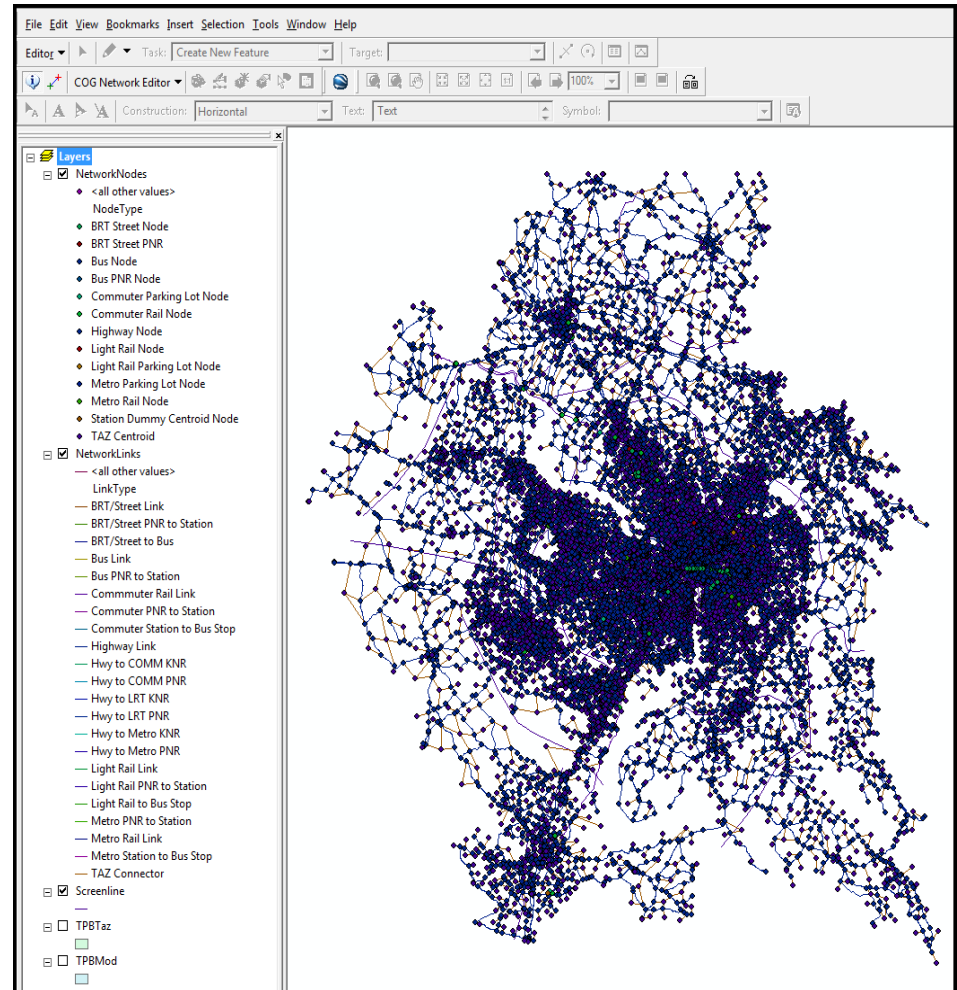 File Edit View Bookmarks Insert Selection Tools Window Help
Editor Task: Create New Feature Target:
COG Network Editor 100%
Construction: Horizontal Text: Text Symbol:
Layers
NetworkNodes
<all other values>
NodeType
BRT Street Node
BRT Street PNR
Bus Node
Bus PNR Node
Commuter Parking Lot Node
Commuter Rail Node
Highway Node
Light Rail Node
Light Rail Parking Lot Node
Metro Parking Lot Node
Metro Rail Node
Station Dummy Centroid Node
TAZ Centroid
NetworkLinks
<all other values>
LinkType
BRT/Street Link
BRT/Street PNR to Station
BRT/Street to Bus
Bus Link
Bus PNR to Station
Commmuter Rail Link
Commuter PNR to Station
Commuter Station to Bus Stop
Highway Link
Hwy to COMM KNR
Hwy to COMM PNR
Hwy to LRT KNR
Hwy to LRT PNR
Hwy to Metro KNR
Hwy to Metro PNR
Light Rail Link
Light Rail PNR to Station
Light Rail to Bus Stop
Metro PNR to Station
Metro Rail Link
Metro Station to Bus Stop
TAZ Connector
Screenline
TPBTaz
TPBMod